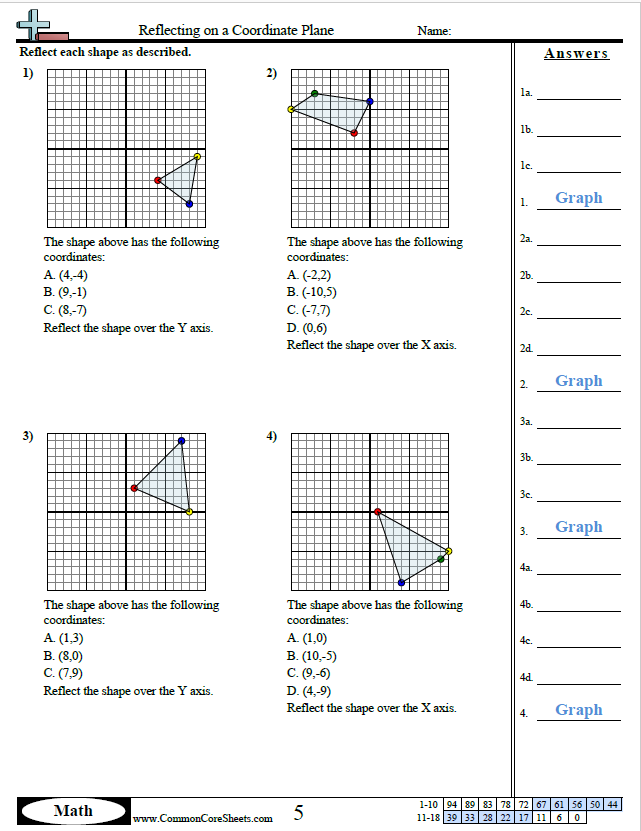 Reflecting on a Coordinate Plane Name:
Reflect each shape as described.
Answers
1)
The shape above has the following
coordinates:
A. (4,-4)
B. (9,-1)
C. (8,-7)
Reflect the shape over the Y axis.
2)
The shape above has the following
coordinates:
A. (-2,2)
B. (-10,5)
C. (-7,7)
D. (0,6)
Reflect the shape over the X axis.
3)
The shape above has the following
coordinates:
A. (1,3)
B. (8,0)
C. (7,9)
Reflect the shape over the Y axis.
4)
The shape above has the following
coordinates:
A. (1,0)
B. (10,-5)
C. (9,-6)
D. (4,-9)
Reflect the shape over the X axis.
1a.
1b.
1c.
1. Graph
2a.
2b.
2c.
2d.
2. Graph
3a.
3b.
3c.
3. Graph
4a.
4b.
4c.
4d.
4. Graph
Math www.CommonCoreSheets.com 5
1-10 94 89 83 78 72 67 61 56 50 44
11-18 39 33 28 22 17 11 6 0